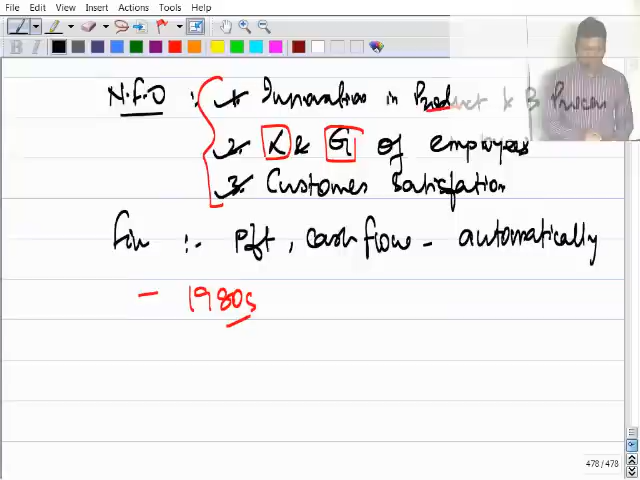 File Edit View Insert Actions Tools Help
B I
N.F.O :- 1. Innovation in Product & B Process
2. L & G of employees
3. Customer Satisfaction
Fin :- Pft, cash flow - automatically
- 1980s
478 / 478